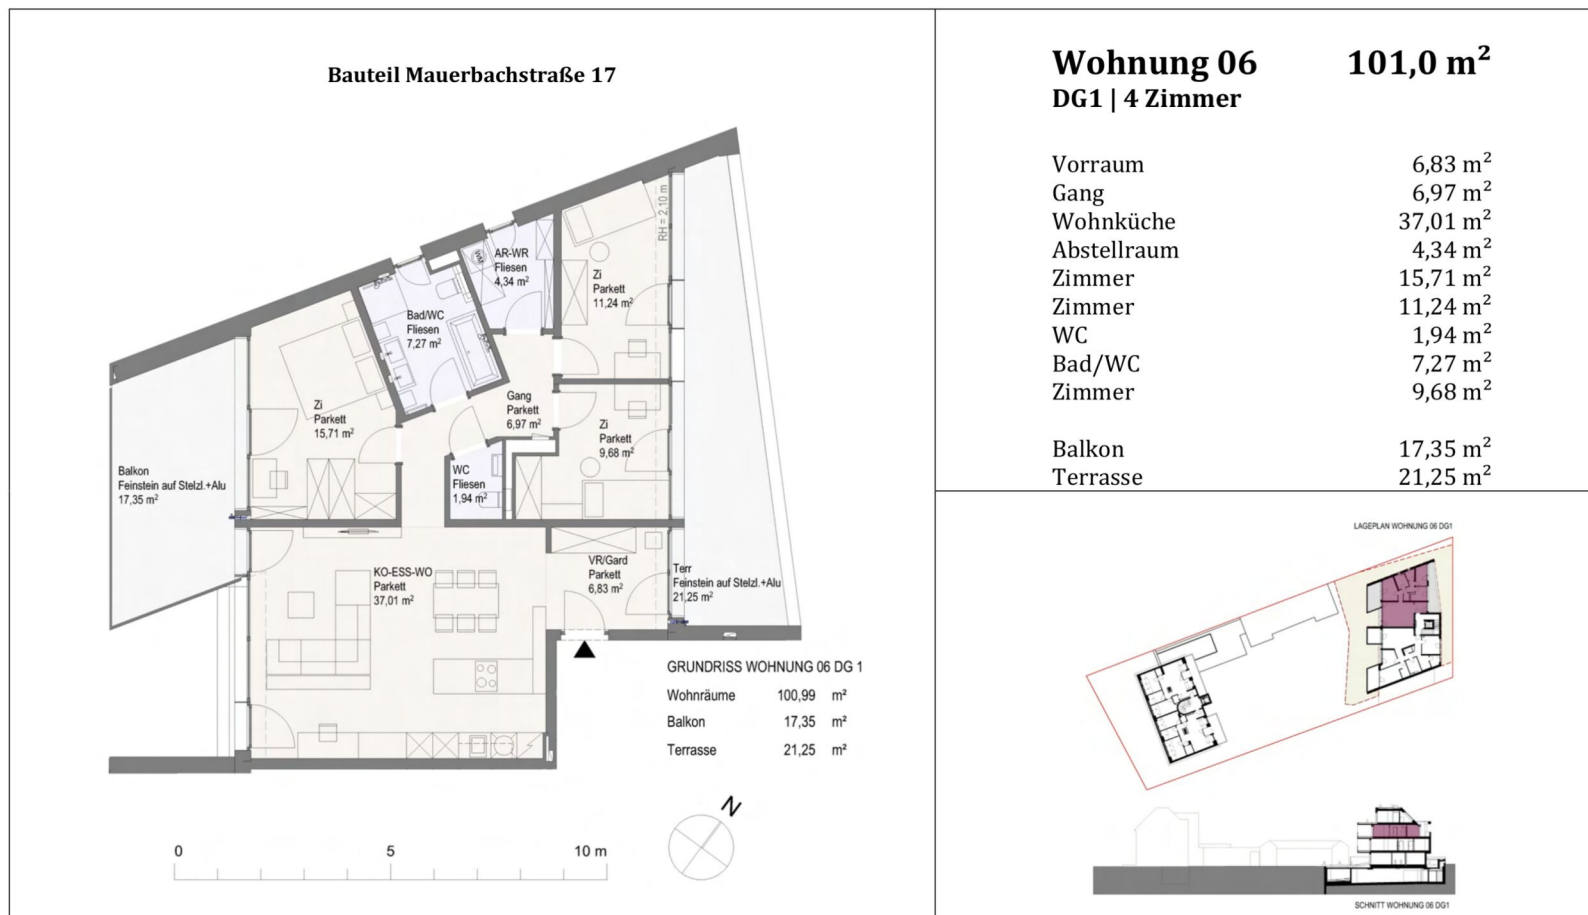 Bauteil Mauerbachstraße 17
RH = 2,10 m
AR-WR
Fliesen
4,34 m²
WM
Zi
Parkett
11,24 m²
Bad/WC
Fliesen
7,27 m²
Zi
Parkett
15,71 m²
Gang
Parkett
6,97 m²
Zi
Parkett
9,68 m²
WC
Fliesen
1,94 m²
Balkon
Feinstein auf Stelzl.+Alu
17,35 m²
KO-ESS-WO
Parkett
37,01 m²
VR/Gard
Parkett
6,83 m²
Terr
Feinstein auf Stelzl.+Alu
21,25 m²
GRUNDRISS WOHNUNG 06 DG 1
Wohnräume 100,99 m²
Balkon 17,35 m²
Terrasse 21,25 m²
N
0 5 10 m
Wohnung 06 101,0 m²
DG1 | 4 Zimmer
Vorraum 6,83 m²
Gang 6,97 m²
Wohnküche 37,01 m²
Abstellraum 4,34 m²
Zimmer 15,71 m²
Zimmer 11,24 m²
WC 1,94 m²
Bad/WC 7,27 m²
Zimmer 9,68 m²
Balkon 17,35 m²
Terrasse 21,25 m²
LAGEPLAN WOHNUNG 06 DG1
SCHNITT WOHNUNG 06 DG1